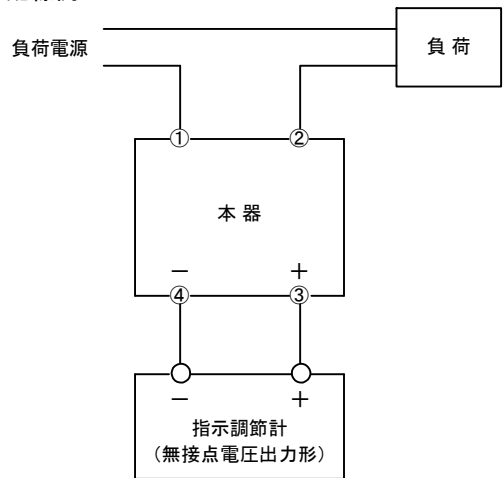 負荷電源
負 荷
① ②
本 器
− +
④ ③
− +
指示調節計
(無接点電圧出力形)